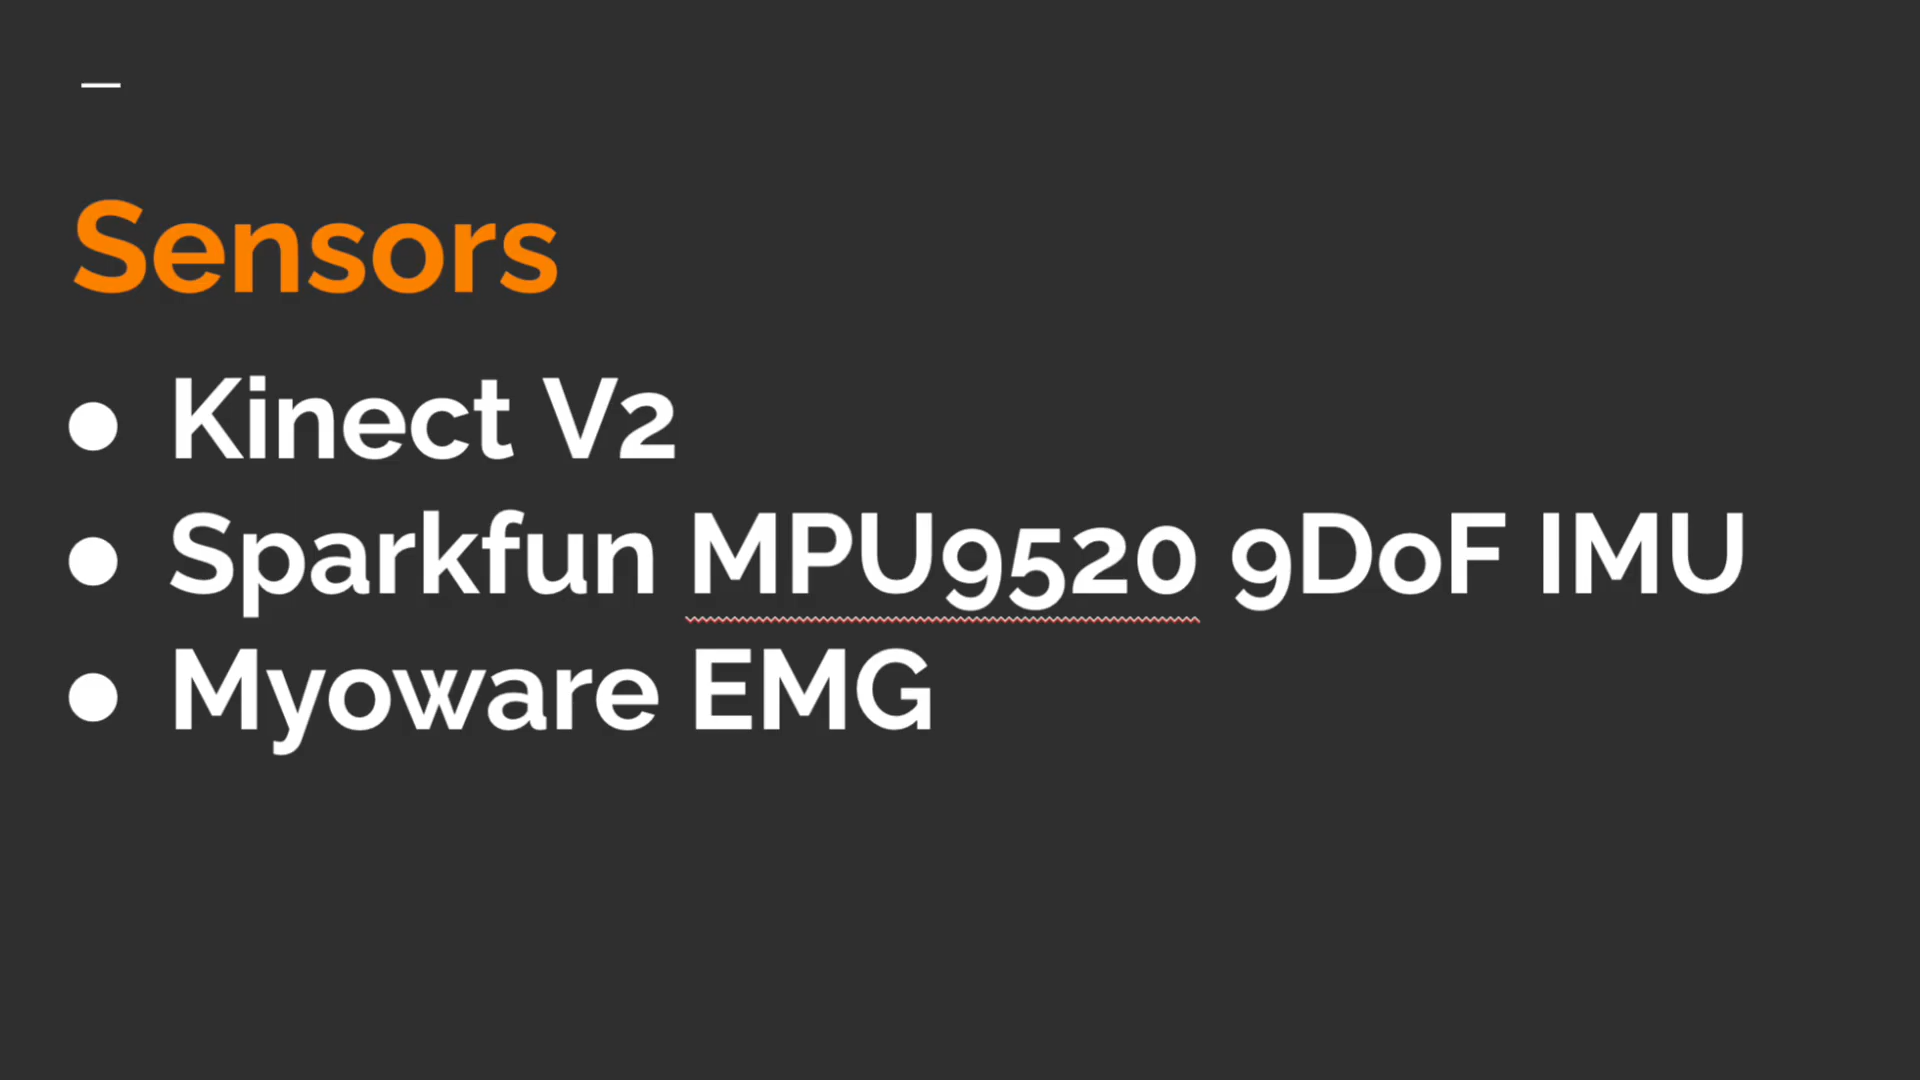 Sensors
● Kinect V2
● Sparkfun MPU9520 9DoF IMU
● Myoware EMG